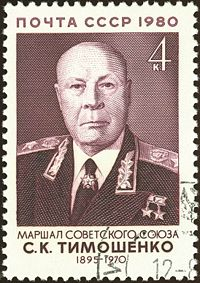 ПОЧТА СССР 1980
4
К
МАРШАЛ СОВЕТСКОГО СОЮЗА
С.К. ТИМОШЕНКО
1895-1970